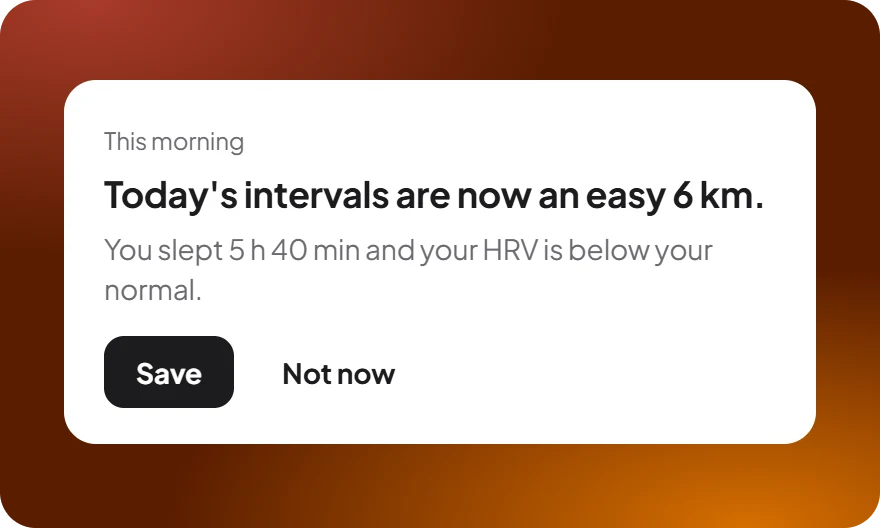 This morning
Today's intervals are now an easy 6 km.
You slept 5 h 40 min and your HRV is below your
normal.
Save
Not now